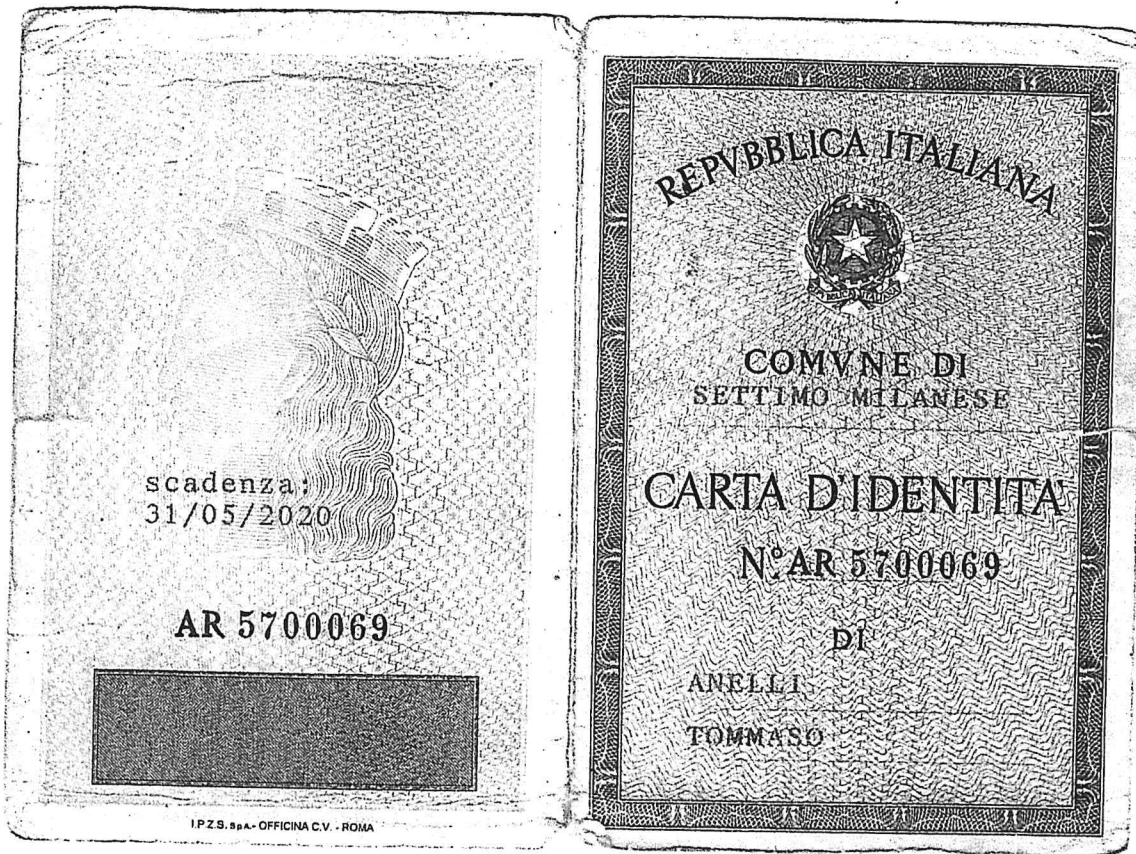 scadenza:
31/05/2020
AR 5700069
I.P.Z.S. SpA. - OFFICINA C.V. - ROMA
REPVBBLICA ITALIANA
COMVNE DI
SETTIMO MILANESE
CARTA D'IDENTITA'
N° AR 5700069
DI
ANELLI
TOMMASO